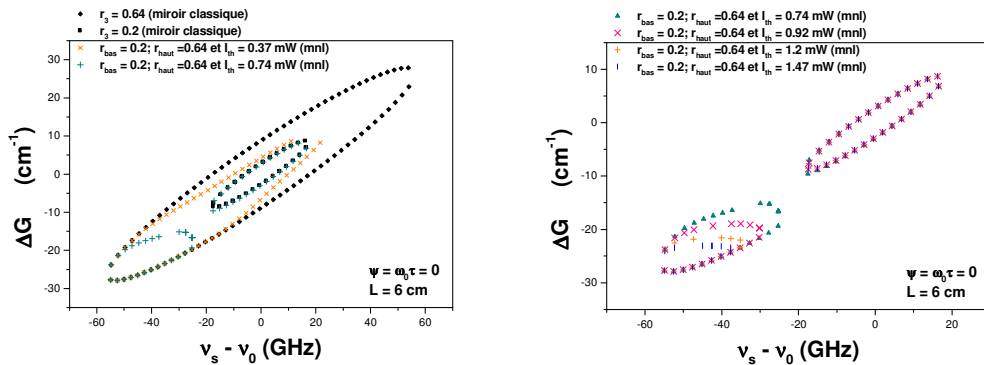 r3 = 0.64 (miroir classique)
r3 = 0.2 (miroir classique)
rbas = 0.2; rhaut =0.64 et Ith = 0.37 mW (mnl)
rbas = 0.2; rhaut =0.64 et Ith = 0.74 mW (mnl)
30
20
10
0
-10
-20
-30
ΔG (cm-1)
ψ = ω0τ = 0
L = 6 cm
-60 -40 -20 0 20 40 60
νs - ν0 (GHz)
rbas = 0.2; rhaut =0.64 et Ith = 0.74 mW (mnl)
rbas = 0.2; rhaut =0.64 et Ith = 0.92 mW (mnl)
rbas = 0.2; rhaut =0.64 et Ith = 1.2 mW (mnl)
rbas = 0.2; rhaut =0.64 et Ith = 1.47 mW (mnl)
10
0
-10
-20
-30
ΔG (cm-1)
ψ = ω0τ = 0
L = 6 cm
-60 -40 -20 0 20
νs - ν0 (GHz)